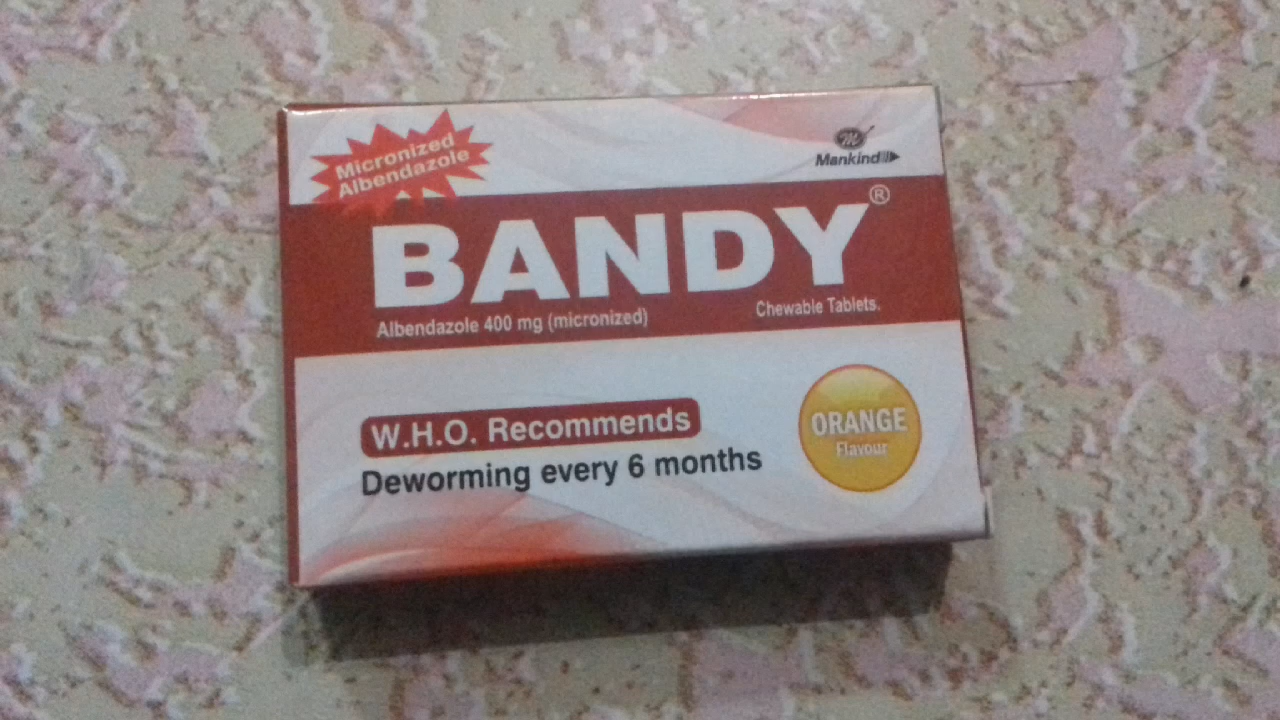 Micronized
Albendazole
Mankind
BANDY®
Albendazole 400 mg (micronized)
Chewable Tablets.
W.H.O. Recommends
Deworming every 6 months
ORANGE
Flavour